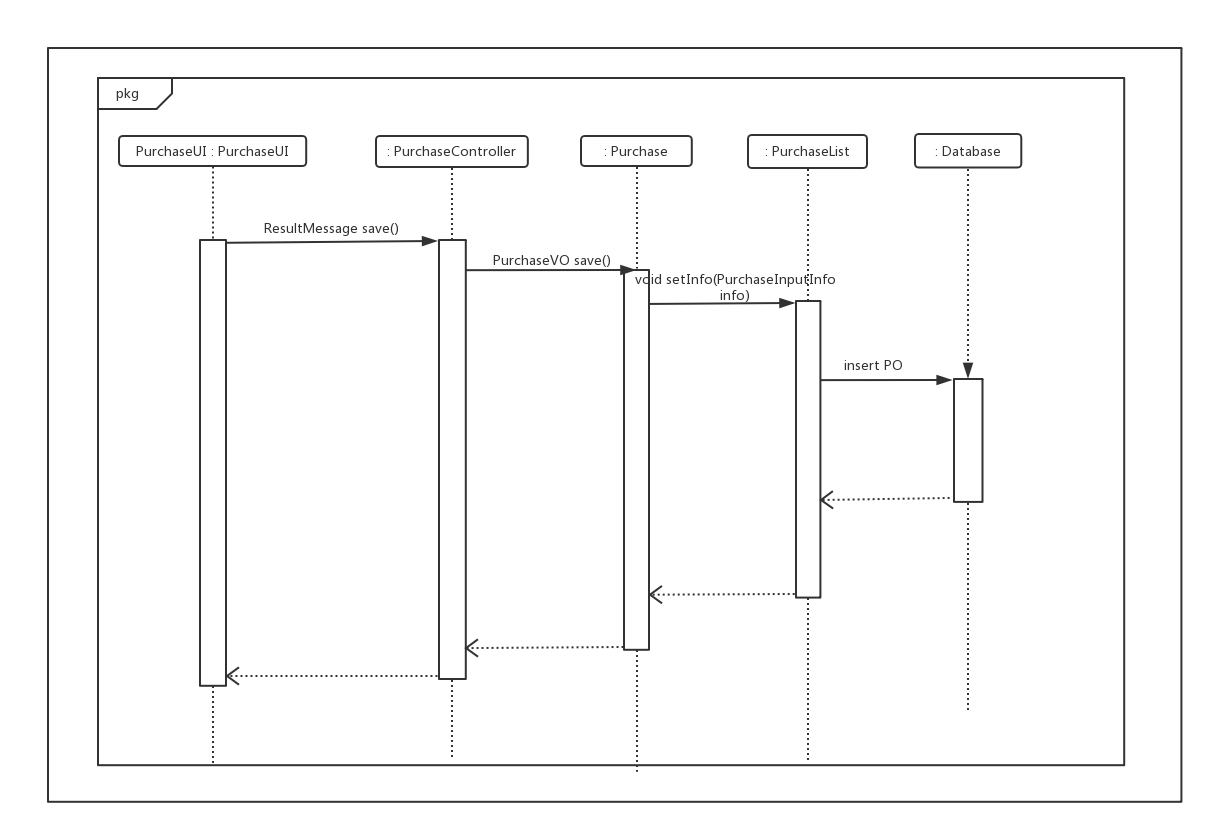 pkg
PurchaseUI : PurchaseUI
: PurchaseController
: Purchase
: PurchaseList
: Database
ResultMessage save()
PurchaseVO save()
void setInfo(PurchaseInputInfo
info)
insert PO